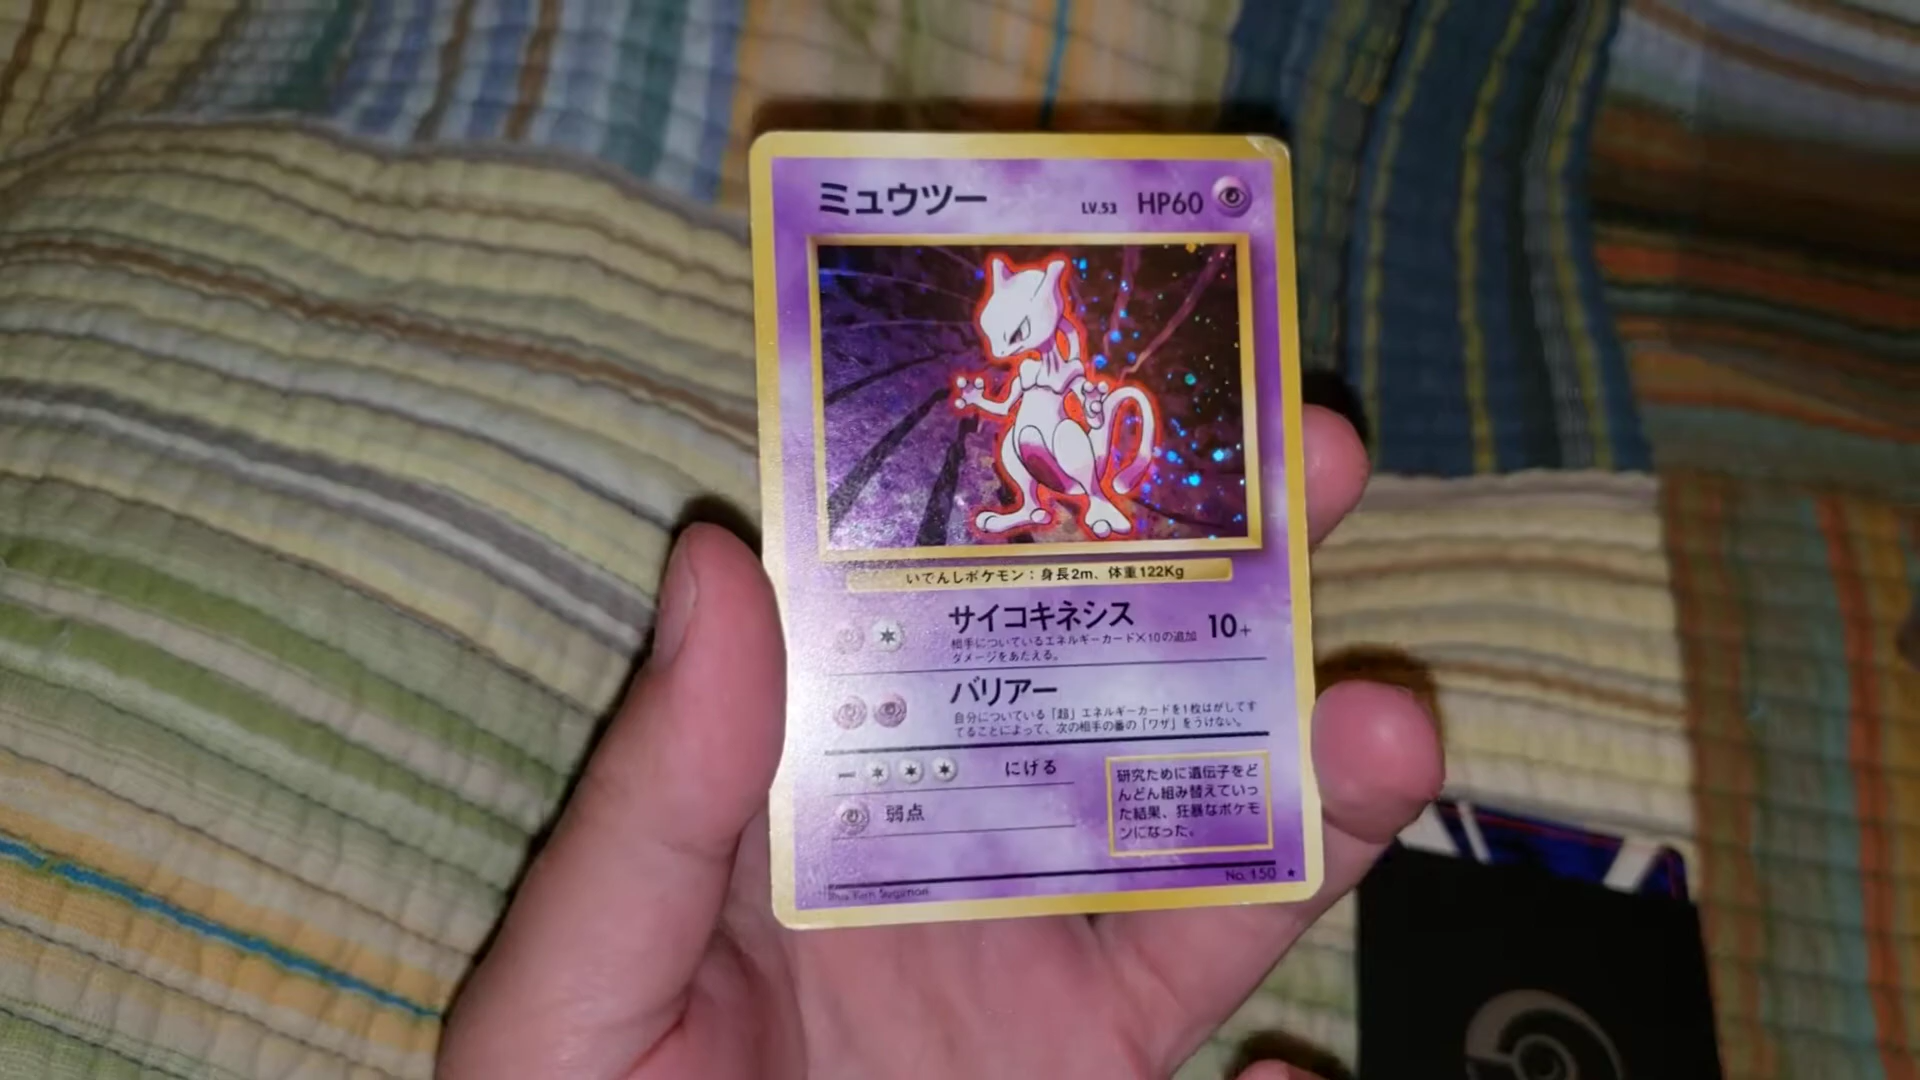 ミュウツー LV.53 HP60
いでんしポケモン：身長2m、体重122Kg
サイコキネシス 10+
相手についているエネルギーカード×10の追加
ダメージをあたえる。
バリアー
自分についている「超」エネルギーカードを1枚はがしてす
てることによって、次の相手の番の「ワザ」をうけない。
にげる
弱点
研究ために遺伝子をど
んどん組み替えていっ
た結果、狂暴なポケモ
ンになった。
No. 150